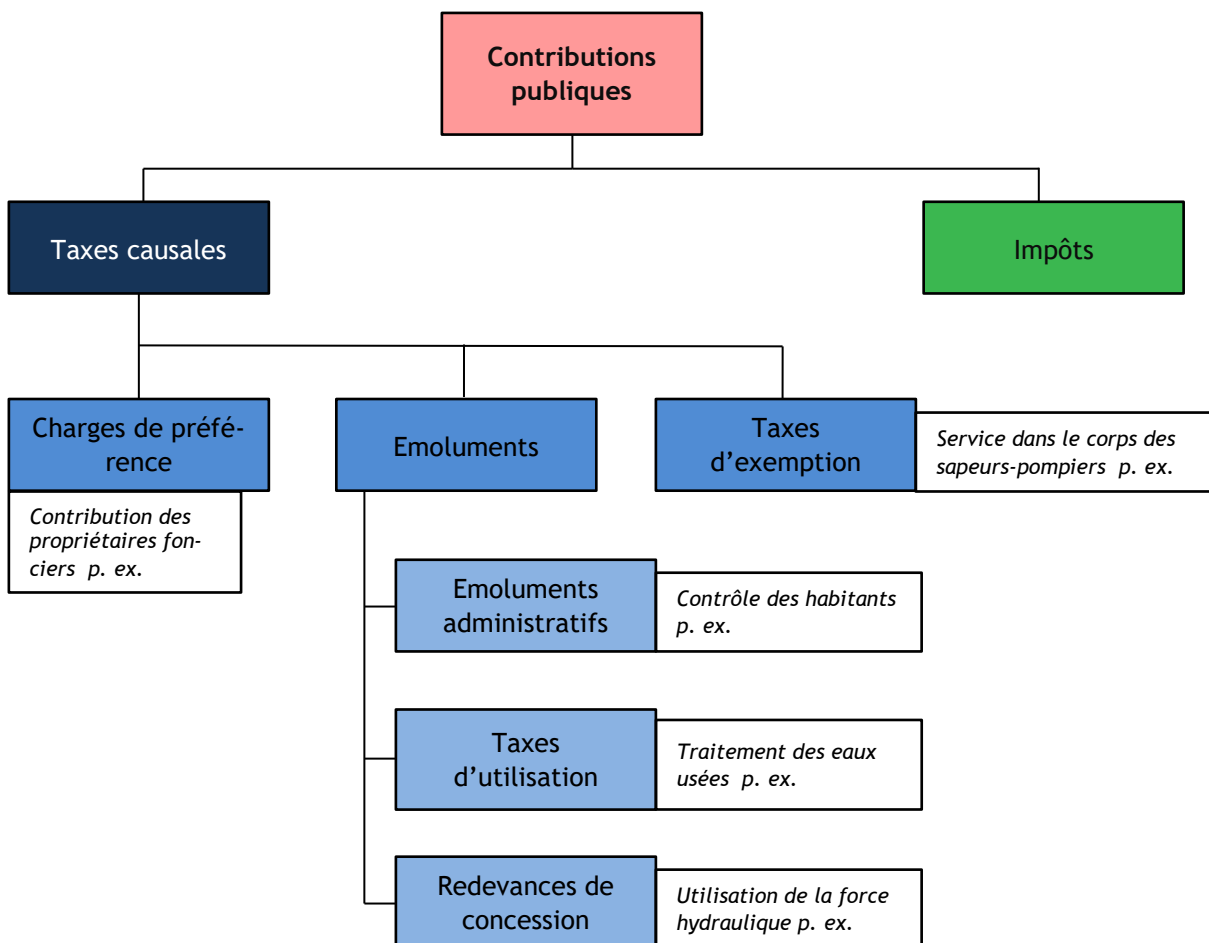 Contributions
publiques
Taxes causales
Impôts
Charges de préfé-
rence
Emoluments
Taxes
d’exemption
Service dans le corps des
sapeurs-pompiers p. ex.
Contribution des
propriétaires fon-
ciers p. ex.
Emoluments
administratifs
Contrôle des habitants
p. ex.
Taxes
d’utilisation
Traitement des eaux
usées p. ex.
Redevances de
concession
Utilisation de la force
hydraulique p. ex.